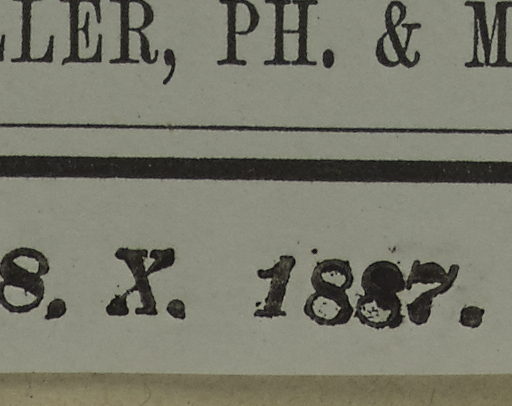 LLER, PH. & M
8. X. 1887.